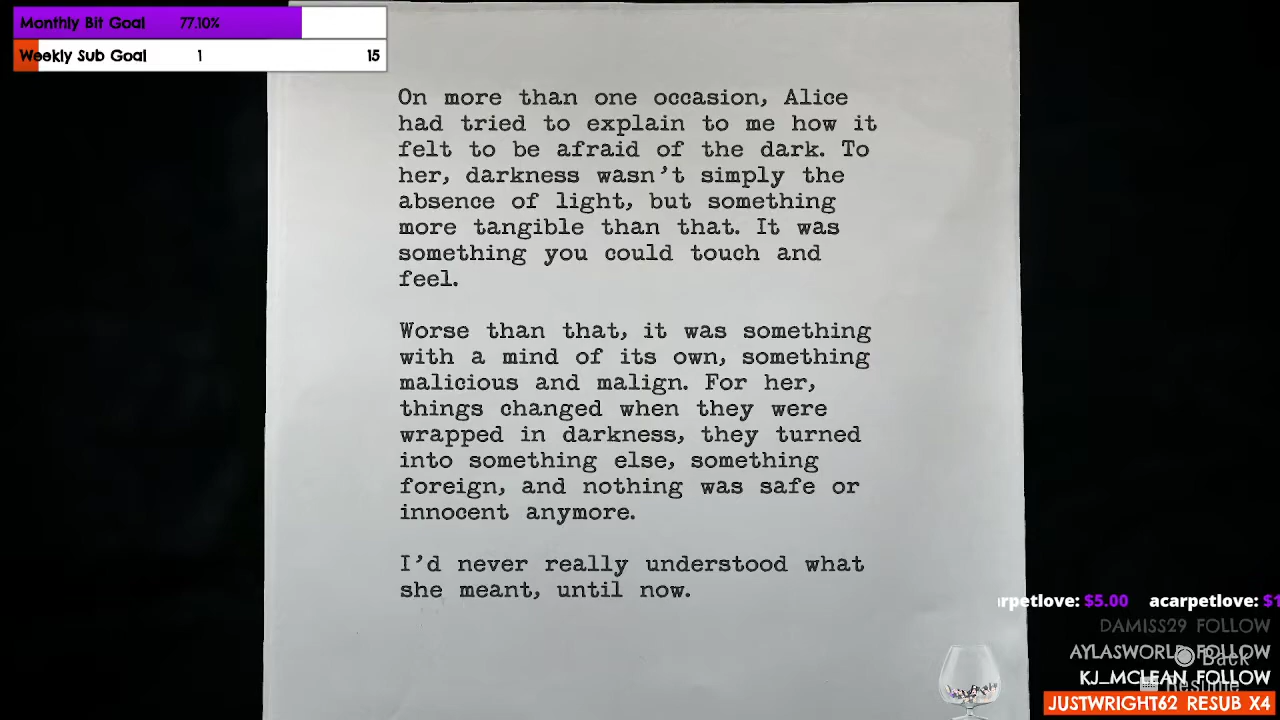 Monthly Bit Goal 77.10%
Weekly Sub Goal 1 15
On more than one occasion, Alice
had tried to explain to me how it
felt to be afraid of the dark. To
her, darkness wasn't simply the
absence of light, but something
more tangible than that. It was
something you could touch and
feel.
Worse than that, it was something
with a mind of its own, something
malicious and malign. For her,
things changed when they were
wrapped in darkness, they turned
into something else, something
foreign, and nothing was safe or
innocent anymore.
I'd never really understood what
she meant, until now.
rpetlove: $5.00 acarpetlove: $1
DAMISS29 FOLLOW
AYLASWORLD FOLLOW
Back
KJ_MCLEAN FOLLOW
Resume
JUSTWRIGHT62 RESUB X4